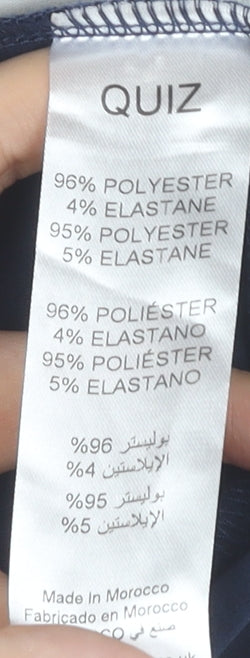 QUIZ
96% POLYESTER
4% ELASTANE
95% POLYESTER
5% ELASTANE
96% POLIÉSTER
4% ELASTANO
95% POLIÉSTER
5% ELASTANO
بوليستر 96%
الإيلاستين 4%
بوليستر 95%
الإيلاستين 5%
Made In Morocco
Fabricado en Morocco
صنع في